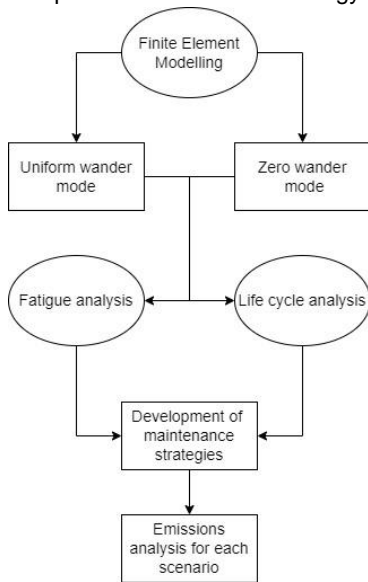 Finite Element
Modelling
Uniform wander
mode
Zero wander
mode
Fatigue analysis
Life cycle analysis
Development of
maintenance
strategies
Emissions
analysis for each
scenario